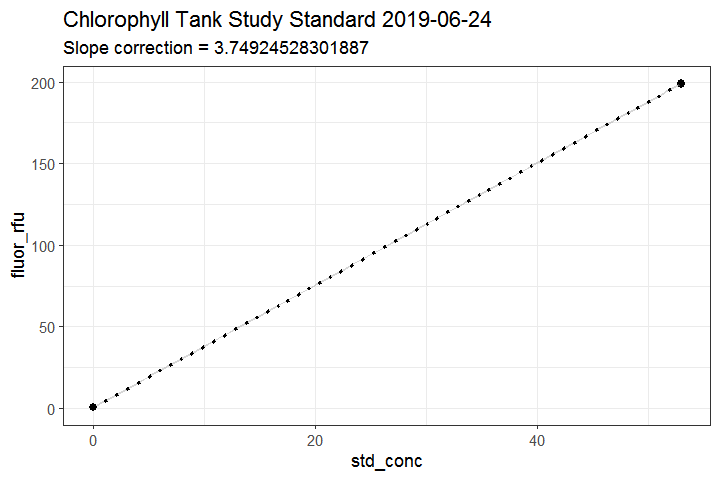 Chlorophyll Tank Study Standard 2019-06-24
Slope correction = 3.74924528301887
200
150
100
50
0
fluor_rfu
0 20 40
std_conc